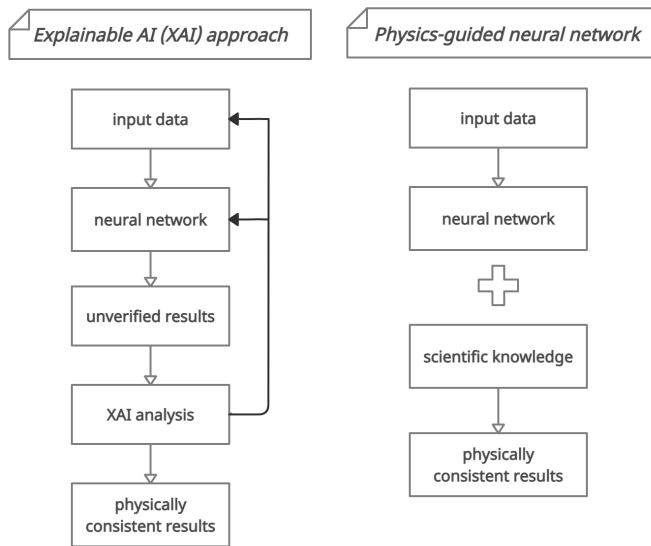 Explainable AI (XAI) approach
input data
neural network
unverified results
XAI analysis
physically
consistent results
Physics-guided neural network
input data
neural network
scientific knowledge
physically
consistent results